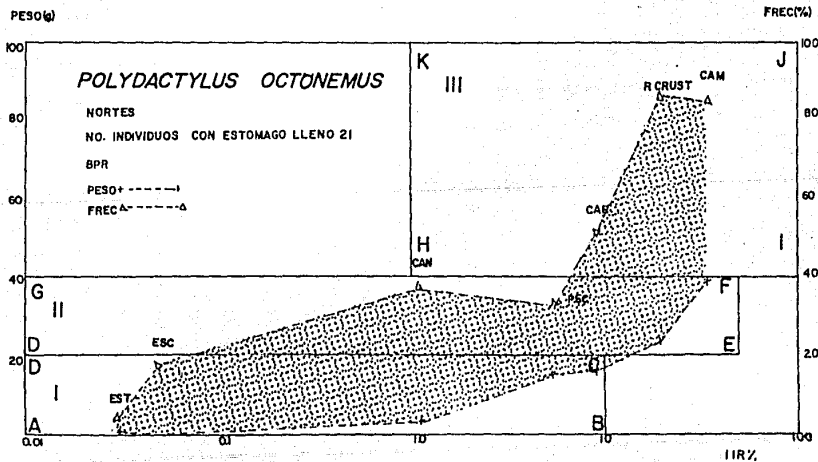 PESO(g)
FREC(%)
100
K
III
J
100
POLYDACTYLUS OCTONEMUS
R CRUST
CAM
NORTES
80
NO. INDIVIDUOS CON ESTOMAGO LLENO 21
80
BPR
PESO+-------+
FREC△-------△
60
60
H
I
CAN
40
40
G
II
PEC
F
D
ESC
E
20
20
D
I
EST
A
B
0
0.01
0.1
1.0
10
100
IIR%